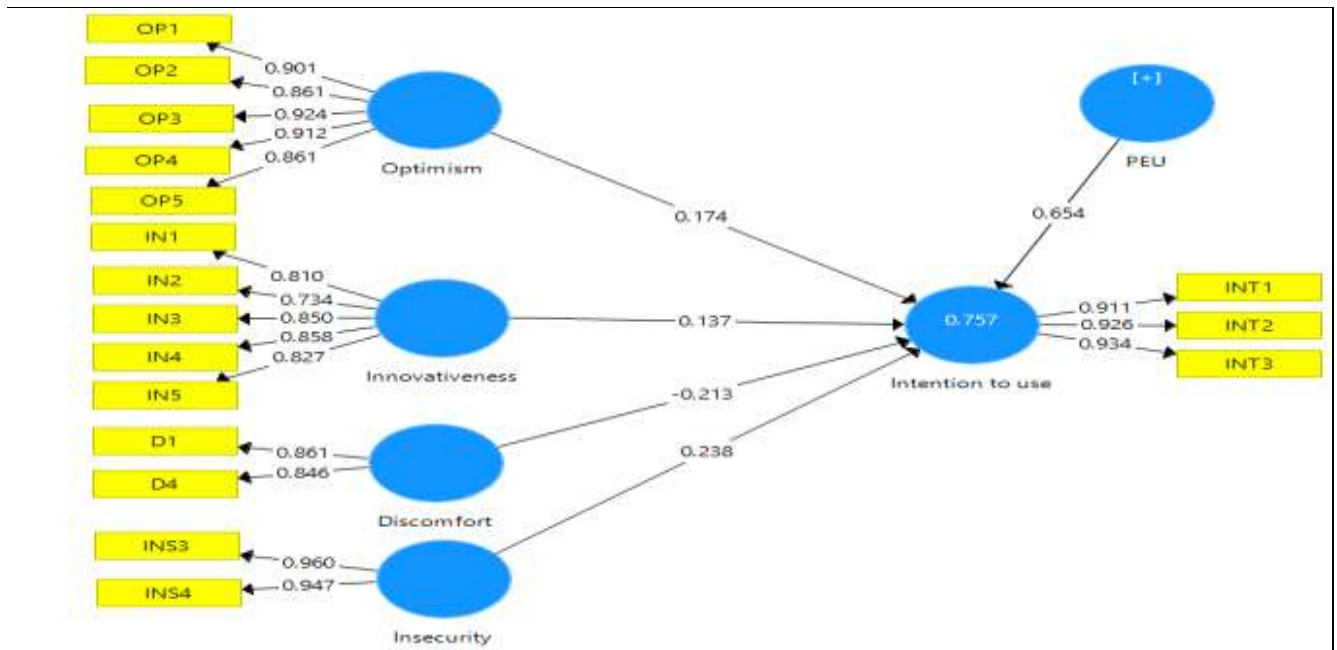 OP1
OP2
OP3
OP4
OP5
0.901
0.861
0.924
0.912
0.861
Optimism
IN1
IN2
IN3
IN4
IN5
0.810
0.734
0.850
0.858
0.827
Innovativeness
D1
D4
0.861
0.846
Discomfort
INS3
INS4
0.960
0.947
Insecurity
0.174
0.137
-0.213
0.238
[+]
PEU
0.654
0.757
Intention to use
0.911
0.926
0.934
INT1
INT2
INT3